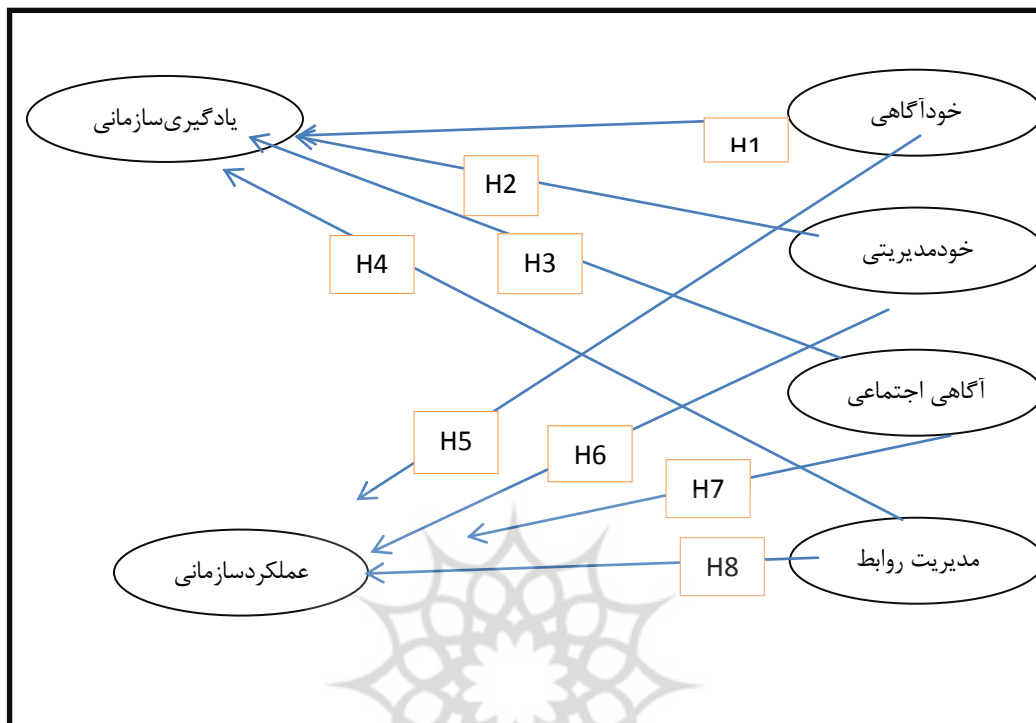 خودآگاهی
یادگیری‌سازمانی
H1
H2
خودمدیریتی
H3
H4
آگاهی اجتماعی
H5
H6
H7
مدیریت روابط
H8
عملکردسازمانی